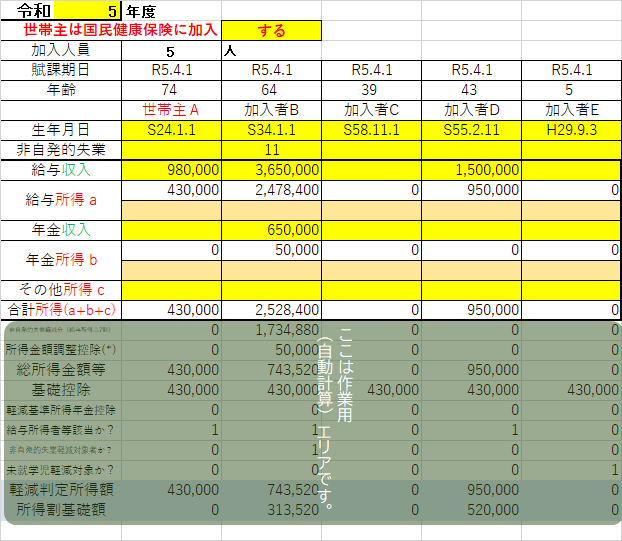 令和 5 年度
世帯主は国民健康保険に加入 する
加入人員 5 人
賦課期日 R5.4.1 R5.4.1 R5.4.1 R5.4.1 R5.4.1
年齢 74 64 39 43 5
世帯主A 加入者B 加入者C 加入者D 加入者E
生年月日 S24.1.1 S34.1.1 S58.11.1 S55.2.11 H29.9.3
非自発的失業 11
給与収入 980,000 3,650,000 1,500,000
給与所得 a 430,000 2,478,400 0 950,000 0
年金収入 650,000
年金所得 b 0 50,000 0 0 0
その他所得 c
合計所得(a+b+c) 430,000 2,528,400 0 950,000 0
0 1,734,880 0 0 0
所得金額調整控除(*) 0 50,000 0 0 0
総所得金額等 430,000 743,520 0 950,000 0
基礎控除 430,000 430,000 430,000 430,000 430,000
軽減基準所得年金控除 0 0 0 0 0
給与所得者等該当か? 1 1 0 1 0
非自発的失業軽減対象者か? 0 1 0 0 0
未就学児軽減対象か? 0 0 0 0 1
軽減判定所得額 430,000 743,520 0 950,000 0
所得割基礎額 0 313,520 0 520,000 0
ここは作業用
(自動計算)エリアです。